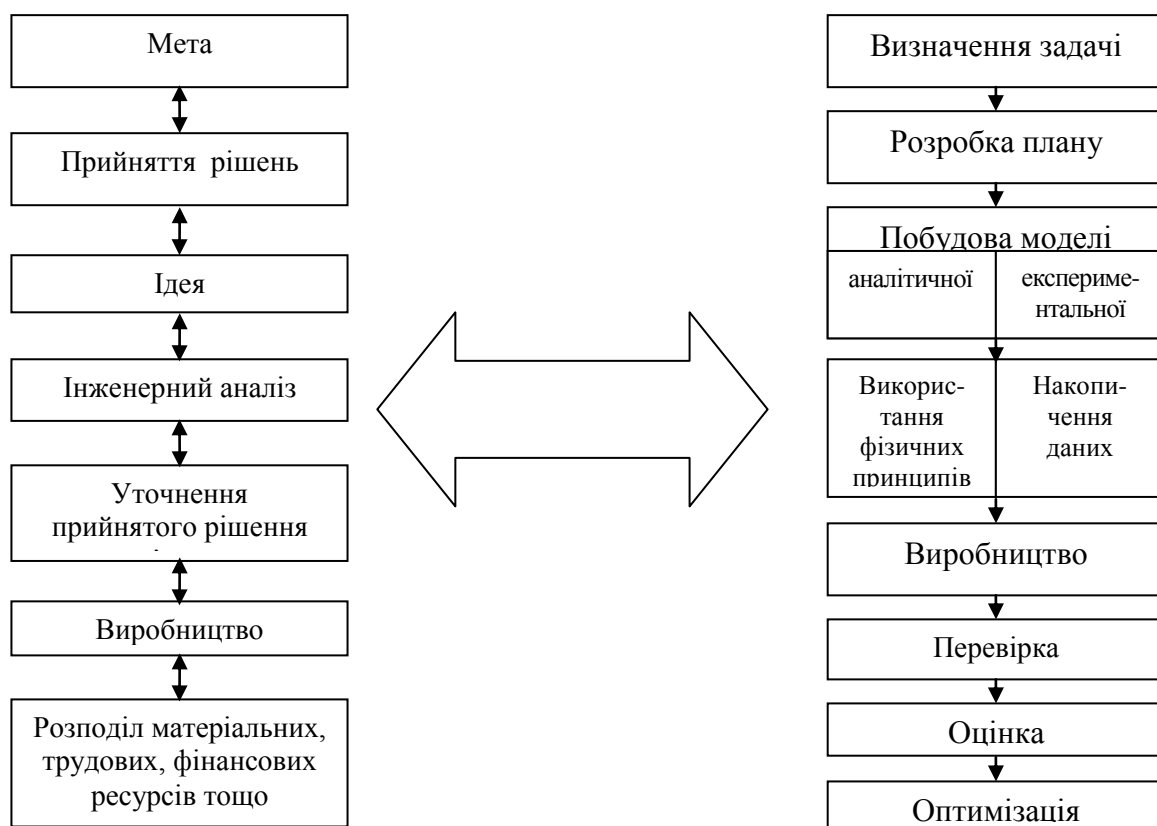 Мета
Прийняття рішень
Ідея
Інженерний аналіз
Уточнення
прийнятого рішення
Виробництво
Розподіл матеріальних,
трудових, фінансових
ресурсів тощо
Визначення задачі
Розробка плану
Побудова моделі
аналітичної
експериме-
нтальної
Викорис-
тання
фізичних
принципів
Накопи-
чення
даних
Виробництво
Перевірка
Оцінка
Оптимізація